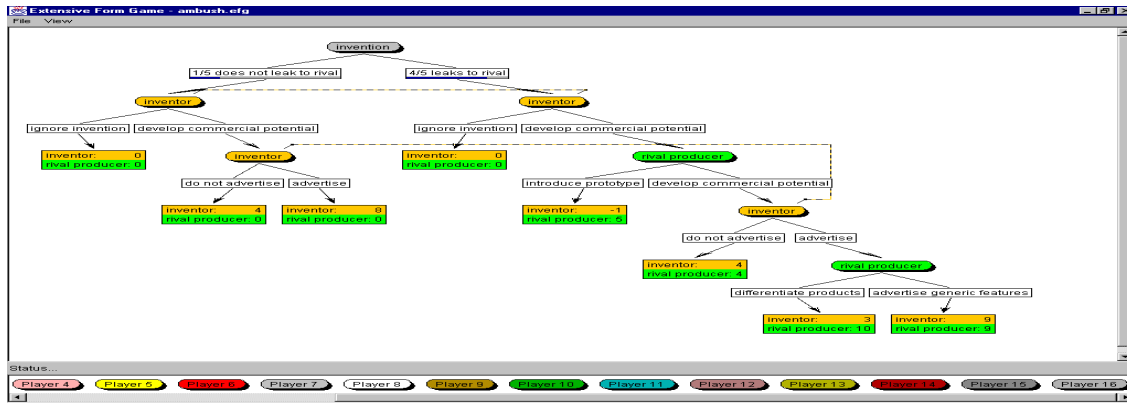 Extensive Form Game - ambush.efg
File View
invention
1/5 does not leak to rival 4/5 leaks to rival
inventor inventor
ignore invention develop commercial potential ignore invention develop commercial potential
inventor: 0 inventor inventor: 0 rival producer
rival producer: 0 rival producer: 0
do not advertise advertise introduce prototype develop commercial potential
inventor: 4 inventor: 8 inventor: -1 inventor
rival producer: 0 rival producer: 0 rival producer: 5
do not advertise advertise
inventor: 4 rival producer
rival producer: 4
differentiate products advertise generic features
inventor: 3 inventor: 9
rival producer: 10 rival producer: 9
Status...
Player 4 Player 5 Player 6 Player 7 Player 8 Player 9 Player 10 Player 11 Player 12 Player 13 Player 14 Player 15 Player 16